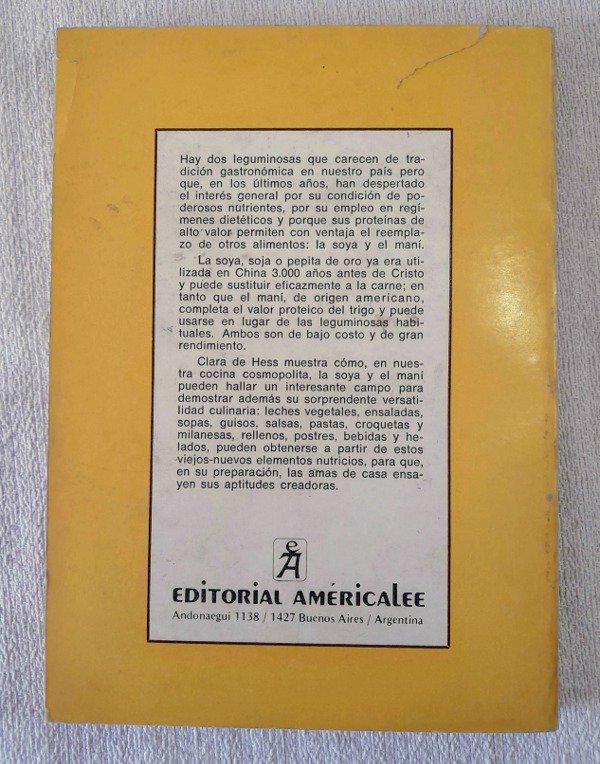 Hay dos leguminosas que carecen de tra-
dición gastronómica en nuestro país pero
que, en los últimos años, han despertado
el interés general por su condición de po-
derosos nutrientes, por su empleo en regí-
menes dietéticos y porque sus proteínas de
alto valor permiten con ventaja el reempla-
zo de otros alimentos: la soya y el maní.
La soya, soja o pepita de oro ya era uti-
lizada en China 3.000 años antes de Cristo
y puede sustituir eficazmente a la carne; en
tanto que el maní, de origen americano,
completa el valor proteico del trigo y puede
usarse en lugar de las leguminosas habi-
tuales. Ambos son de bajo costo y de gran
rendimiento.
Clara de Hess muestra cómo, en nues-
tra cocina cosmopolita, la soya y el maní
pueden hallar un interesante campo para
demostrar además su sorprendente versati-
lidad culinaria: leches vegetales, ensaladas,
sopas, guisos, salsas, pastas, croquetas y
milanesas, rellenos, postres, bebidas y he-
lados, pueden obtenerse a partir de estos
viejos-nuevos elementos nutricios, para que,
en su preparación, las amas de casa ensa-
yen sus aptitudes creadoras.
eA
EDITORIAL AMÉRICALEE
Andonaegui 1138 / 1427 Buenos Aires / Argentina